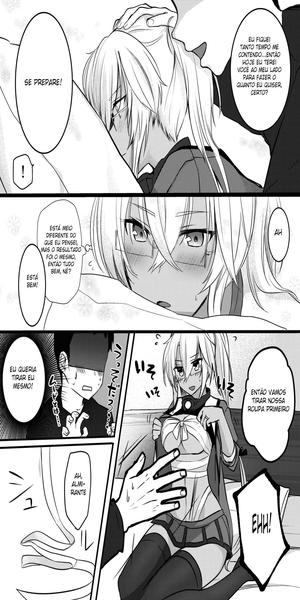 EU FIQUEI
TANTO TEMPO ME
CONTENDO... ENTÃO
HOJE EU TEREI
VOCÊ AO MEU LADO
PARA FAZER O
QUANTO EU QUISER,
CERTO?
SE PREPARE!
!
AH
ESTÁ MEIO
DIFERENTE DO
QUE EU PENSEI,
MAS O RESULTADO
FOI O MESMO,
ENTÃO TUDO
BEM, NÉ?
ESTÁ
BEM!
ENTÃO VAMOS
TIRAR NOSSA
ROUPA PRIMEIRO
EU QUERIA
TIRAR EU
MESMO!
EHH!
AH,
ALMI-
RANTE